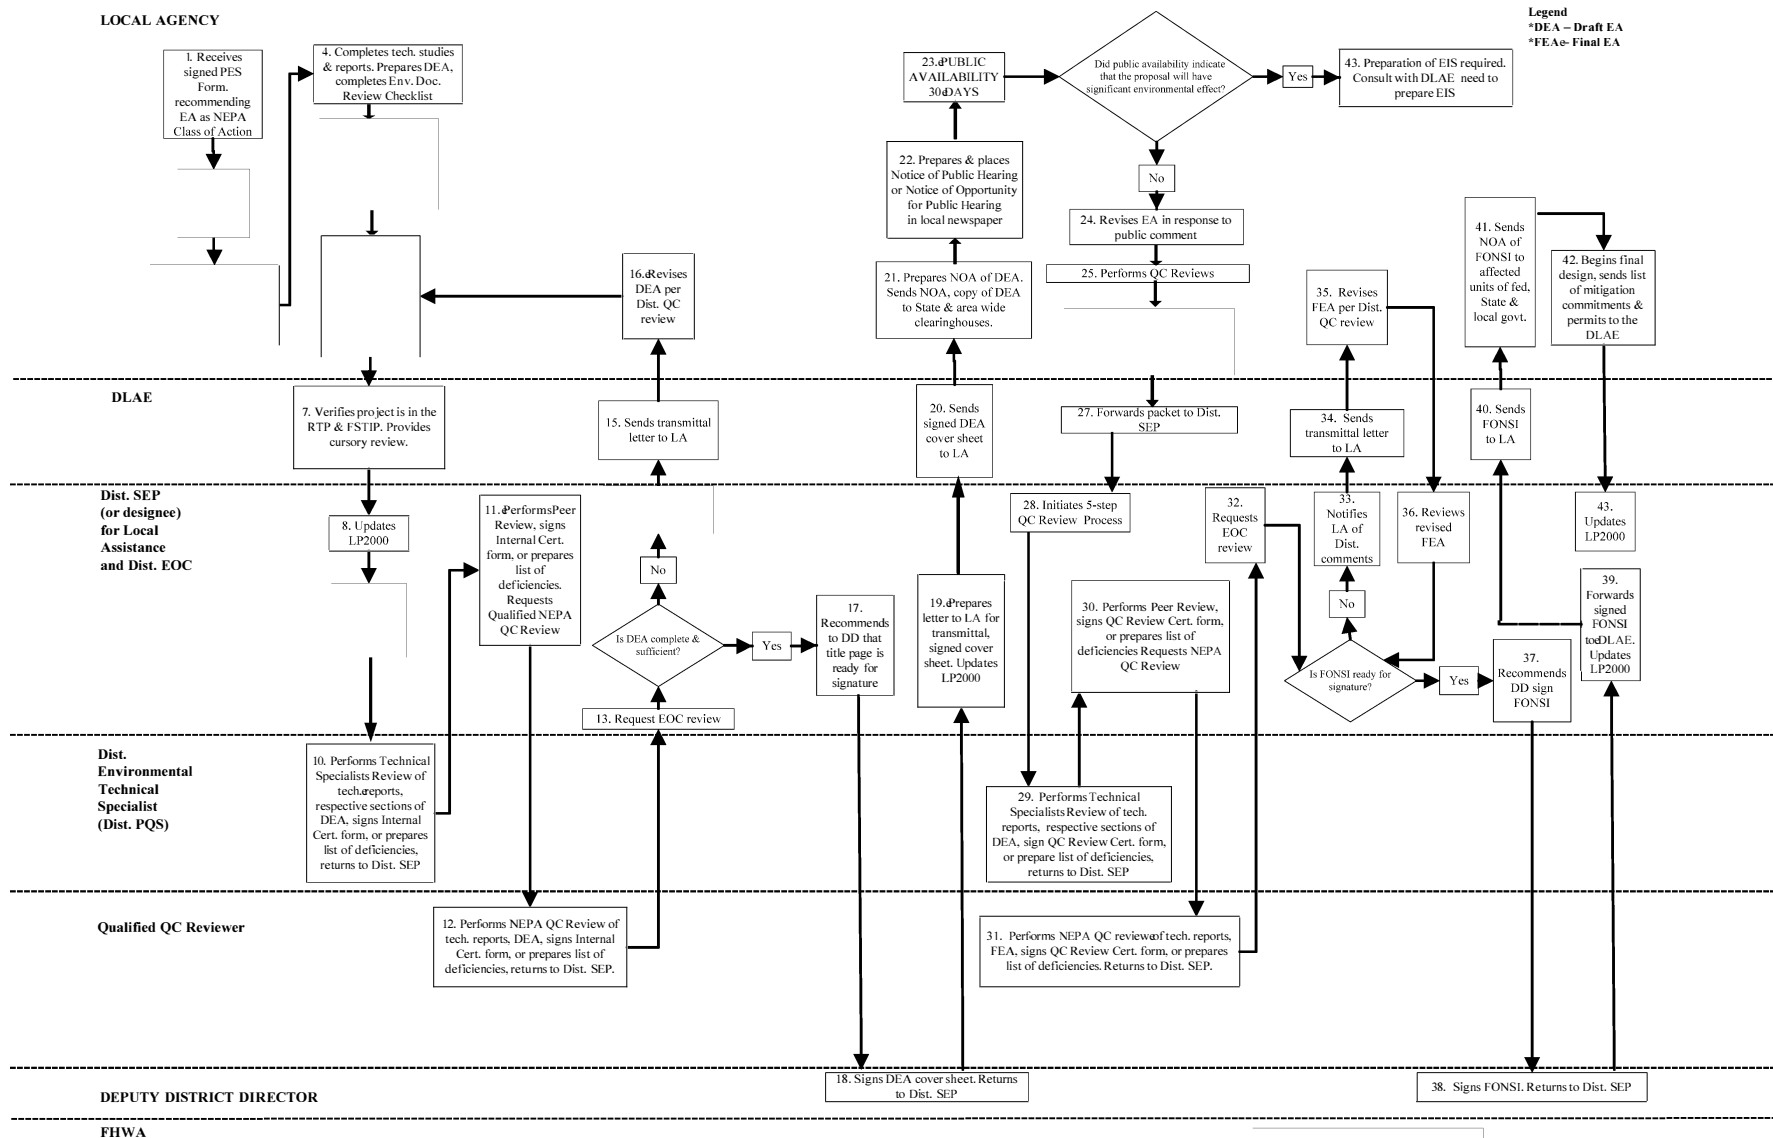 LOCAL AGENCY
Legend
*DEA – Draft EA
*FEAe- Final EA
1. Receives
signed PES
Form.
recommending
EA as NEPA
Class of Action
4. Completes tech. studies
& reports. Prepares DEA,
completes Env. Doc.
Review Checklist
16.eRevises
DEA per
Dist. QC
review
23.ePUBLIC
AVAILABILITY
30eDAYS
22. Prepares & places
Notice of Public Hearing
or Notice of Opportunity
for Public Hearing
in local newspaper
21. Prepares NOA of DEA.
Sends NOA, copy of DEA
to State & area wide
clearinghouses.
Did public availability indicate
that the proposal will have
significant environmental effect?
Yes
43. Preparation of EIS required.
Consult with DLAE need to
prepare EIS
No
24. Revises EA in response to
public comment
25. Performs QC Reviews
35. Revises
FEA per Dist.
QC review
41. Sends
NOA of
FONSI to
affected
units of fed,
State &
local govt.
42. Begins final
design, sends list
of mitigation
commitments &
permits to the
DLAE
DLAE
7. Verifies project is in the
RTP & FSTIP. Provides
cursory review.
15. Sends transmittal
letter to LA
20. Sends
signed DEA
cover sheet
to LA
27. Forwards packet to Dist.
SEP
34. Sends
transmittal letter
to LA
40. Sends
FONSI
to LA
Dist. SEP
(or designee)
for Local
Assistance
and Dist. EOC
8. Updates
LP2000
11.ePerformsPeer
Review, signs
Internal Cert.
form, or prepares
list of
deficiencies.
Requests
Qualified NEPA
QC Review
No
Is DEA complete &
sufficient?
Yes
13. Request EOC review
17.
Recommends
to DD that
title page is
ready for
signature
19.ePrepares
letter to LA for
transmittal,
signed cover
sheet. Updates
LP2000
28. Initiates 5-step
QC Review Process
30. Performs Peer Review,
signs QC Review Cert. form,
or prepares list of
deficiencies Requests NEPA
QC Review
32.
Requests
EOC
review
33.
Notifies
LA of
Dist.
comments
No
Is FONSI ready for
signature?
Yes
36. Reviews
revised
FEA
37.
Recommends
DD sign
FONSI
43.
Updates
LP2000
39.
Forwards
signed
FONSI
toeDLAE.
Updates
LP2000
Dist.
Environmental
Technical
Specialist
(Dist. PQS)
10. Performs Technical
Specialists Review of
tech.ereports,
respective sections of
DEA, signs Internal
Cert. form, or prepares
list of deficiencies,
returns to Dist. SEP
29. Performs Technical
Specialists Review of tech.
reports, respective sections of
DEA, sign QC Review Cert. form,
or prepare list of deficiencies,
returns to Dist. SEP
Qualified QC Reviewer
12. Performs NEPA QC Review of
tech. reports, DEA, signs Internal
Cert. form, or prepares list of
deficiencies, returns to Dist. SEP.
31. Performs NEPA QC revieweof tech. reports,
FEA, signs QC Review Cert. form, or prepares
list of deficiencies. Returns to Dist. SEP.
DEPUTY DISTRICT DIRECTOR
18. Signs DEA cover sheet. Returns
to Dist. SEP
38. Signs FONSI. Returns to Dist. SEP
FHWA